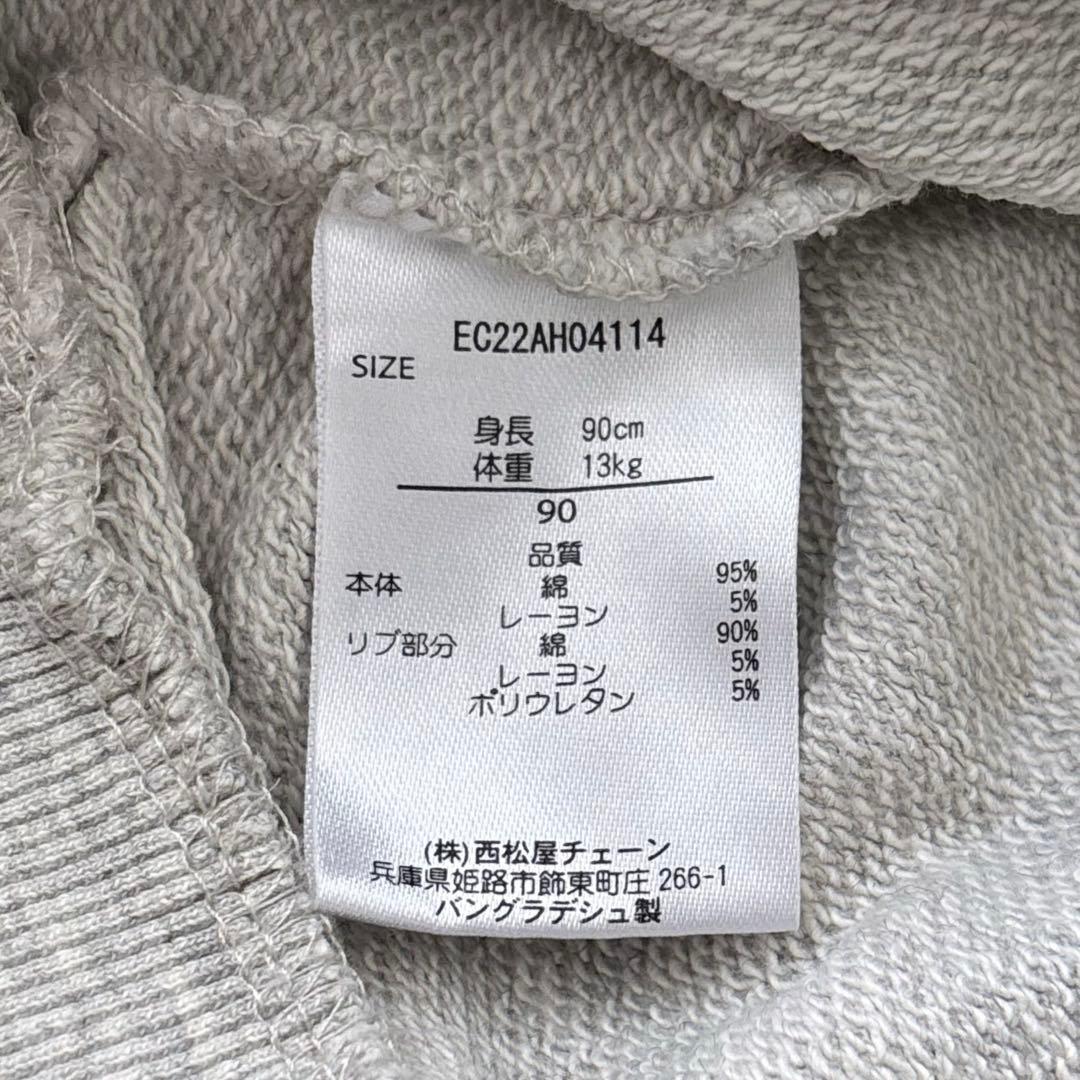 EC22AH04114
SIZE
身長 90cm
体重 13kg
90
品質
本体 綿 95%
レーヨン 5%
リブ部分 綿 90%
レーヨン 5%
ポリウレタン 5%
(株)西松屋チェーン
兵庫県姫路市飾東町庄 266-1
バングラデシュ製